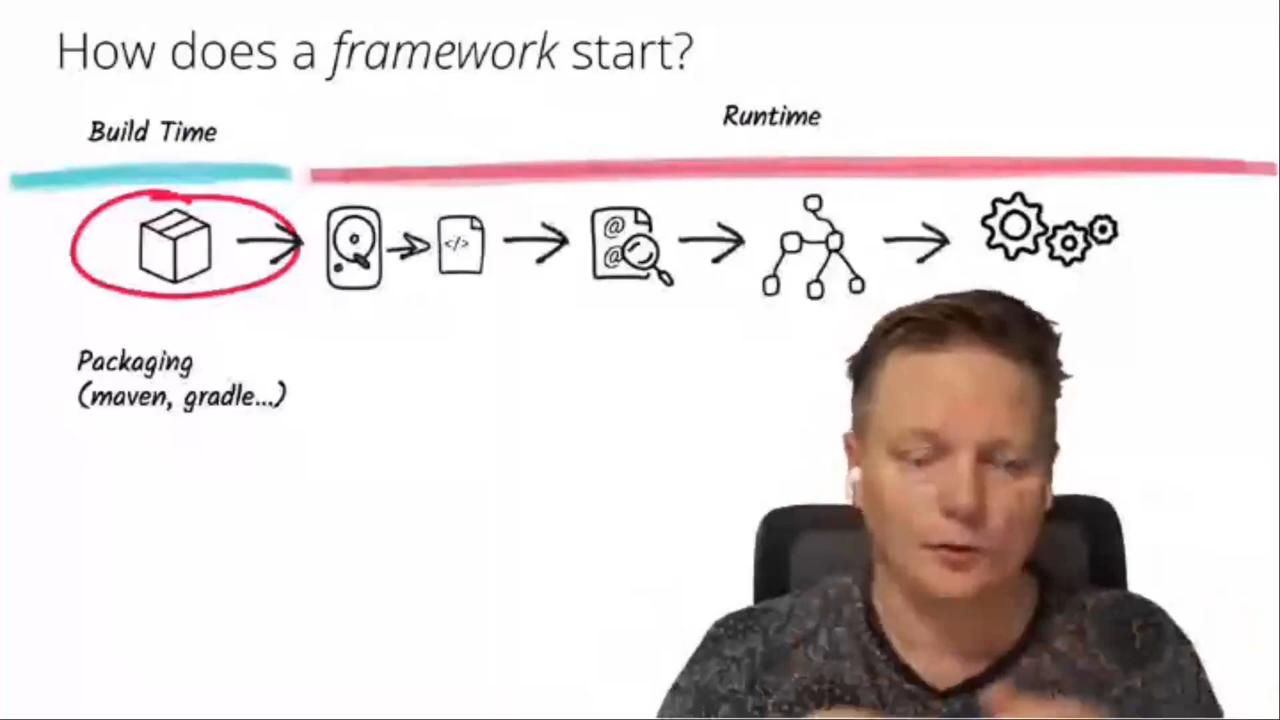 How does a framework start?
Build Time
Runtime
</>
@
@
Packaging
(maven, gradle...)